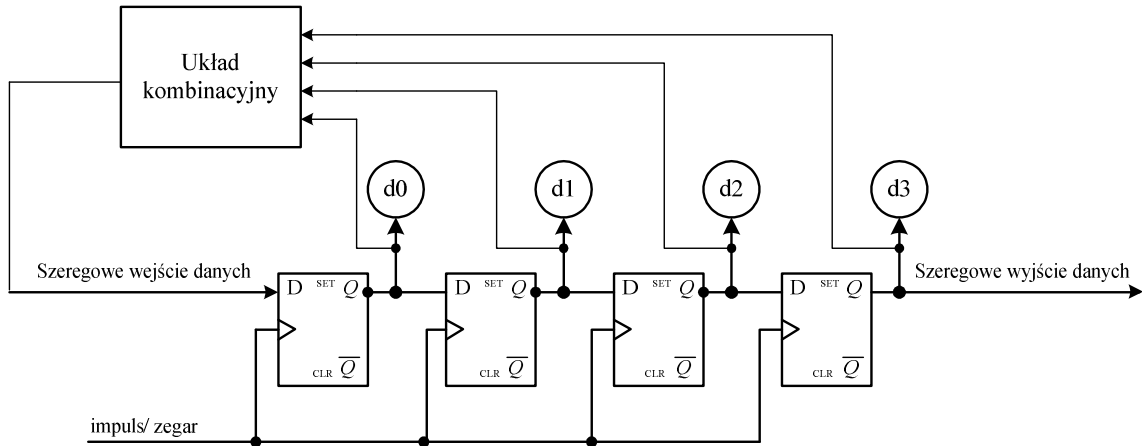 Układ
kombinacyjny
d0 d1 d2 d3
Szeregowe wejście danych
Szeregowe wyjście danych
D SET Q
CLR Q
D SET Q
CLR Q
D SET Q
CLR Q
D SET Q
CLR Q
impuls/ zegar